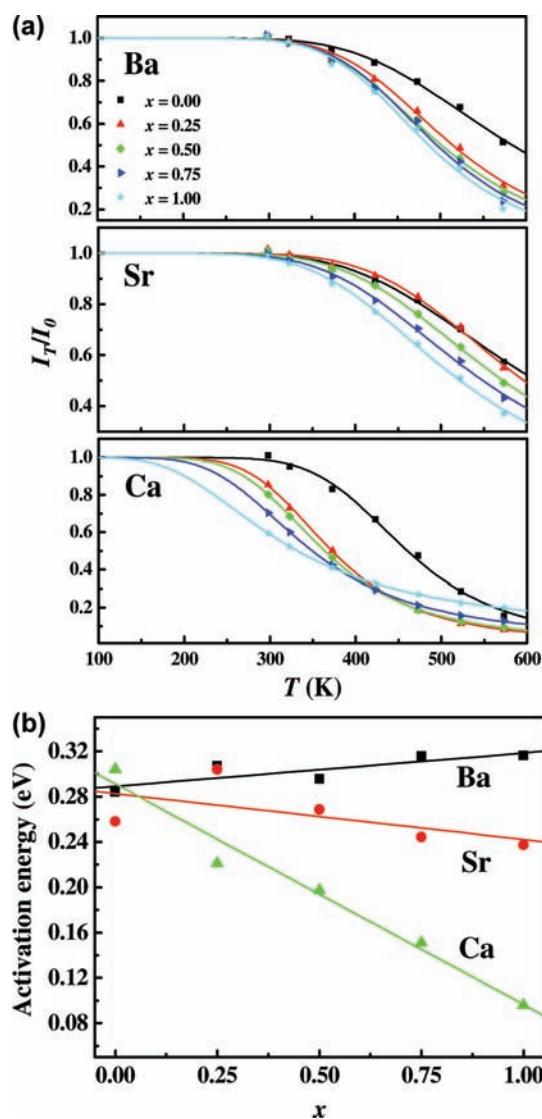 (a)
1.0
Ba
0.8
x = 0.00
x = 0.25
0.6
x = 0.50
0.4
x = 0.75
x = 1.00
0.2
1.0
Sr
0.8
0.6
0.4
I_T/I_0
1.0
Ca
0.8
0.6
0.4
0.2
100 200 300 400 500 600
T (K)
(b)
0.32
Ba
0.28
0.24
Sr
0.20
0.16
Ca
0.12
0.08
Activation energy (eV)
0.00 0.25 0.50 0.75 1.00
x